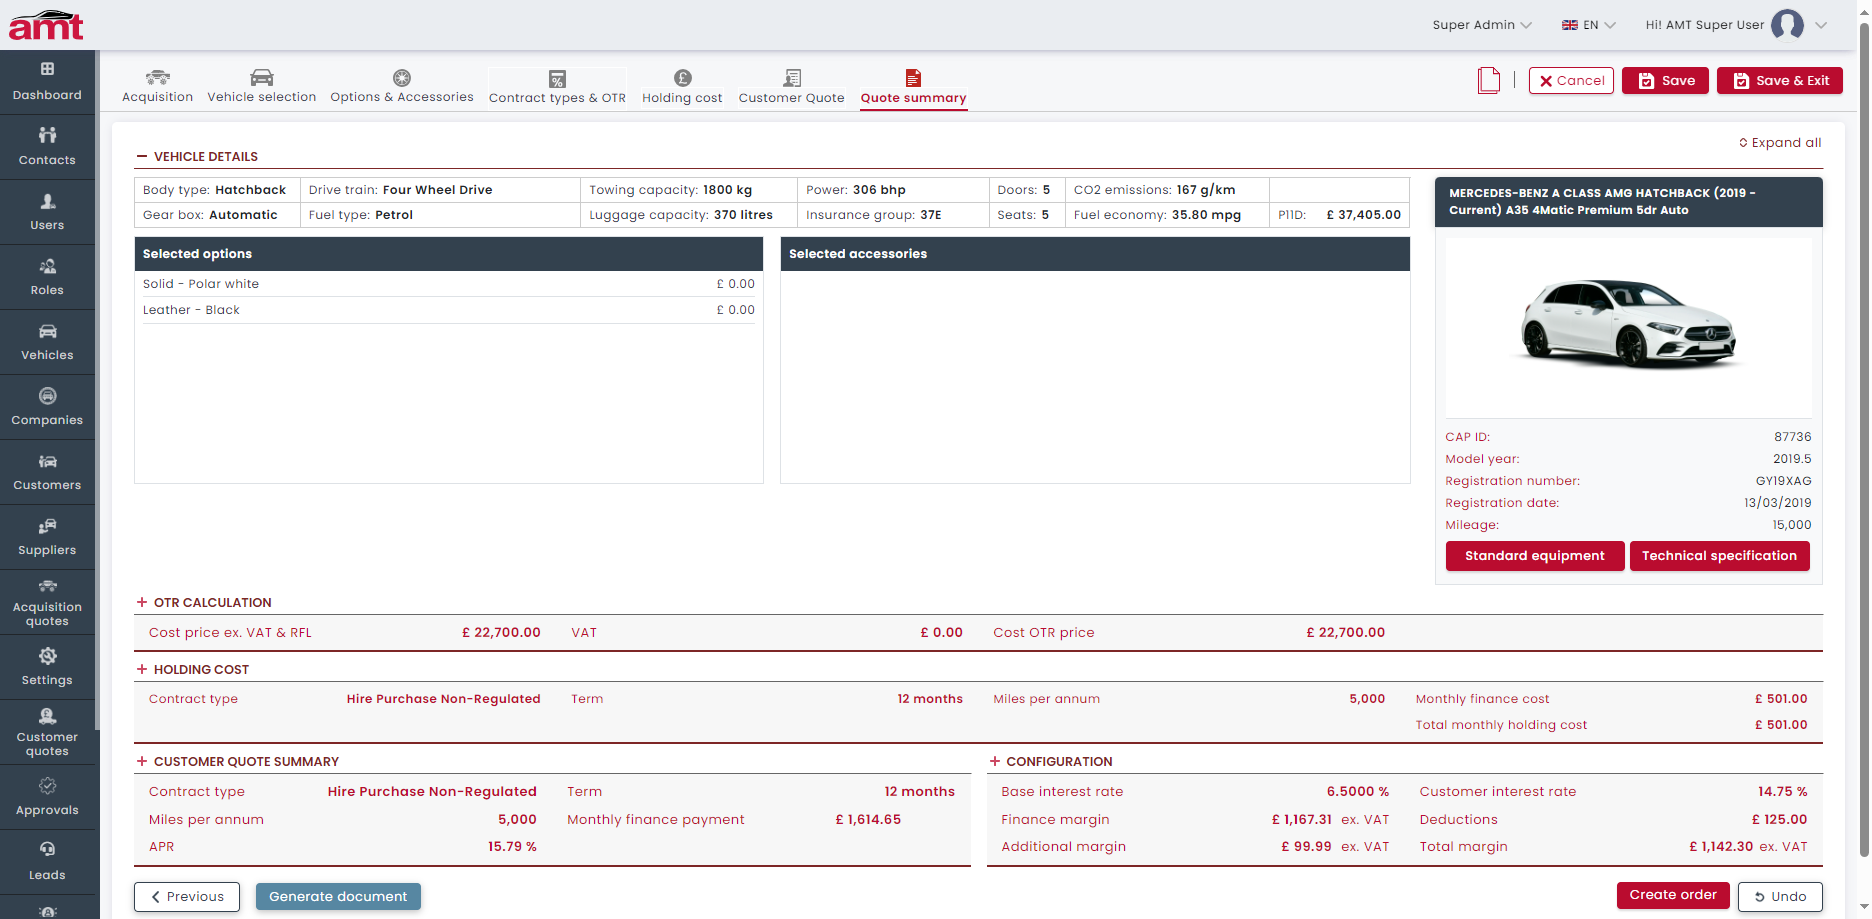 amt
Super Admin
EN
Hi! AMT Super User
Dashboard
Contacts
Users
Roles
Vehicles
Companies
Customers
Suppliers
Acquisition
quotes
Settings
Customer
quotes
Approvals
Leads
Acquisition
Vehicle selection
Options & Accessories
Contract types & OTR
Holding cost
Customer Quote
Quote summary
Cancel
Save
Save & Exit
Expand all
VEHICLE DETAILS
Body type: Hatchback Drive train: Four Wheel Drive Towing capacity: 1800 kg Power: 306 bhp Doors: 5 CO2 emissions: 167 g/km
Gear box: Automatic Fuel type: Petrol Luggage capacity: 370 litres Insurance group: 37E Seats: 5 Fuel economy: 35.80 mpg P11D: £ 37,405.00
Selected options
Solid - Polar white £ 0.00
Leather - Black £ 0.00
Selected accessories
MERCEDES-BENZ A CLASS AMG HATCHBACK (2019 -
Current) A35 4Matic Premium 5dr Auto
CAP ID: 87736
Model year: 2019.5
Registration number: GY19XAG
Registration date: 13/03/2019
Mileage: 15,000
Standard equipment
Technical specification
OTR CALCULATION
Cost price ex. VAT & RFL £ 22,700.00 VAT £ 0.00 Cost OTR price £ 22,700.00
HOLDING COST
Contract type Hire Purchase Non-Regulated Term 12 months Miles per annum 5,000 Monthly finance cost £ 501.00
Total monthly holding cost £ 501.00
CUSTOMER QUOTE SUMMARY
Contract type Hire Purchase Non-Regulated Term 12 months
Miles per annum 5,000 Monthly finance payment £ 1,614.65
APR 15.79 %
CONFIGURATION
Base interest rate 6.5000 % Customer interest rate 14.75 %
Finance margin £ 1,167.31 ex. VAT Deductions £ 125.00
Additional margin £ 99.99 ex. VAT Total margin £ 1,142.30 ex. VAT
Previous
Generate document
Create order
Undo